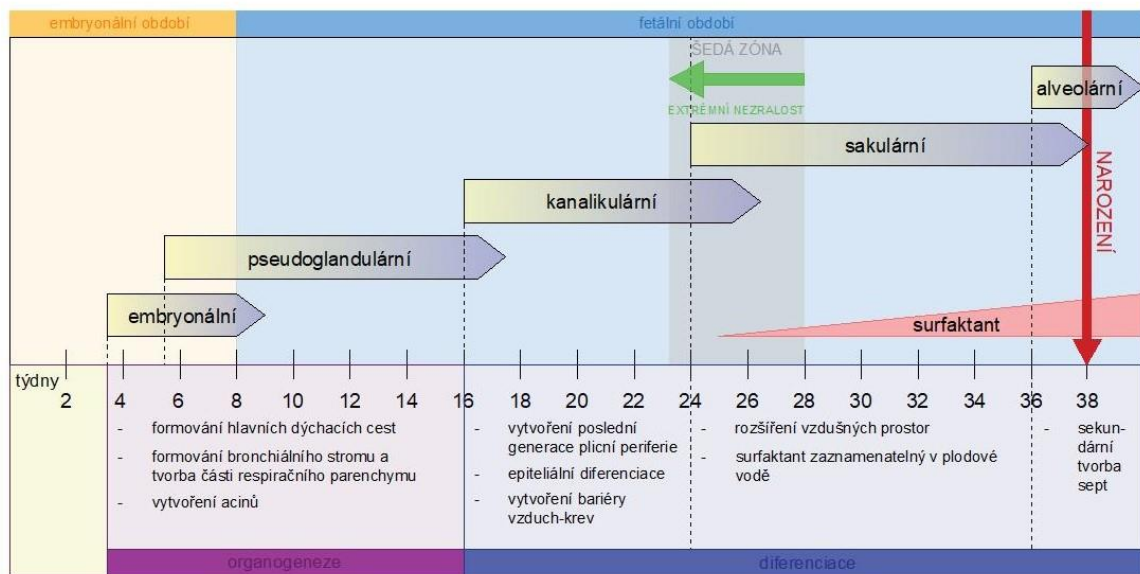 embryonální období
fetální období
ŠEDÁ ZÓNA
EXTRÉMNÍ NEZRALOST
alveolární
sakulární
kanalikulární
pseudoglandulární
embryonální
NAROZENÍ
surfaktant
týdny
2 4 6 8 10 12 14 16 18 20 22 24 26 28 30 32 34 36 38
- formování hlavních dýchacích cest
- formování bronchiálního stromu a
tvorba části respiračního parenchymu
- vytvoření acinů
- vytvoření poslední
generace plicní periferie
- epiteliální diferenciace
- vytvoření bariéry
vzduch-krev
- rozšíření vzdušných prostor
- surfaktant zaznamenatelný v plodové
vodě
- sekun-
dární
tvorba
sept
organogeneze
diferenciace